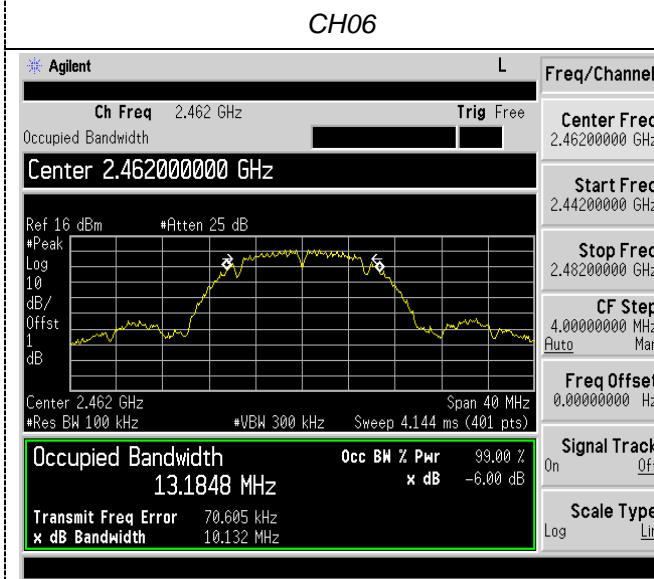 CH06
Agilent L
Freq/Channel
Ch Freq 2.462 GHz Trig Free
Occupied Bandwidth
Center 2.462000000 GHz
Ref 16 dBm #Atten 25 dB
#Peak
Log
10
dB/
Offst
1
dB
Center 2.462 GHz Span 40 MHz
#Res BW 100 kHz #VBW 300 kHz Sweep 4.144 ms (401 pts)
Occupied Bandwidth Occ BW % Pwr 99.00 %
13.1848 MHz x dB -6.00 dB
Transmit Freq Error 70.605 kHz
x dB Bandwidth 10.132 MHz
Center Freq
2.46200000 GHz
Start Freq
2.44200000 GHz
Stop Freq
2.48200000 GHz
CF Step
4.00000000 MHz
Auto Man
Freq Offset
0.00000000 Hz
Signal Track
On Off
Scale Type
Log Lin